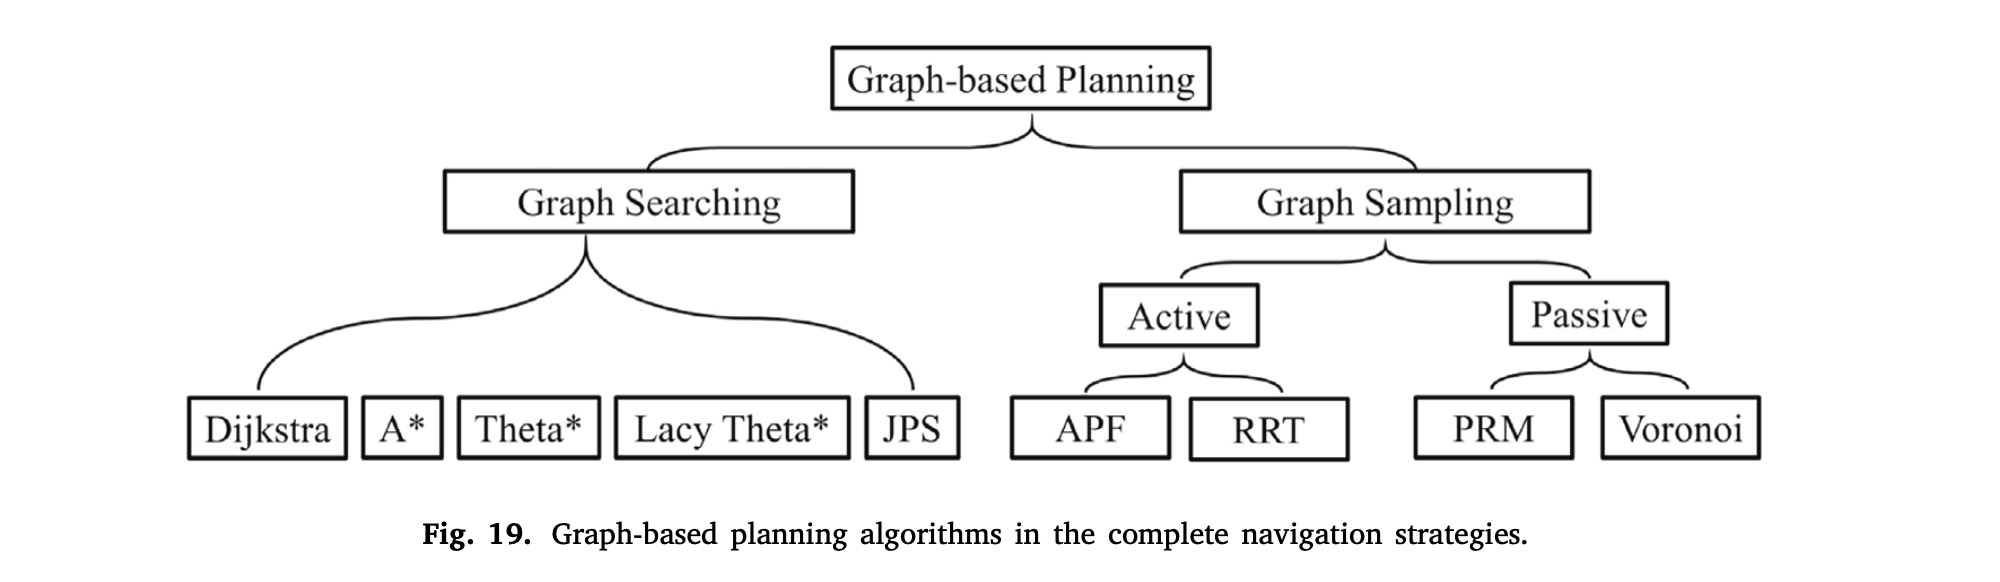 Graph-based Planning
Graph Searching
Graph Sampling
Active
Passive
Dijkstra
A*
Theta*
Lacy Theta*
JPS
APF
RRT
PRM
Voronoi
Fig. 19. Graph-based planning algorithms in the complete navigation strategies.